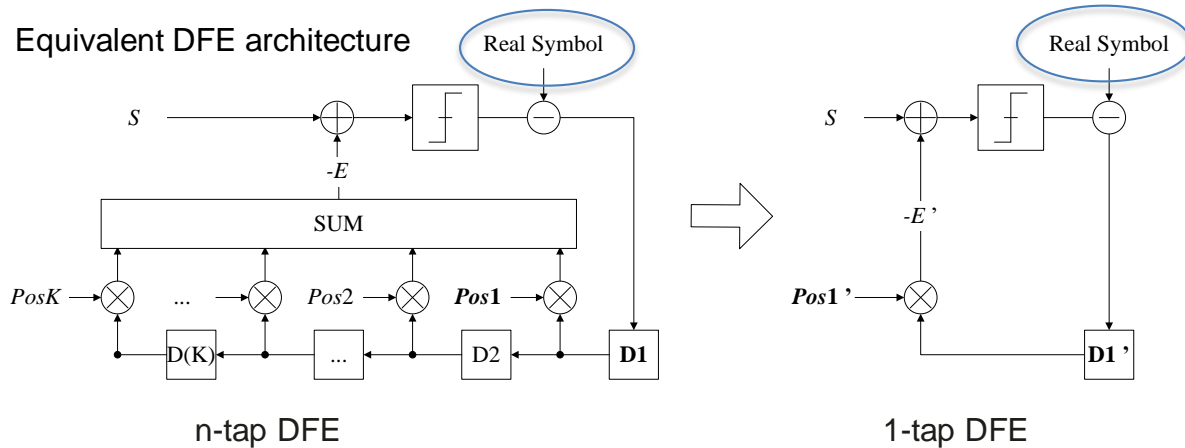 Equivalent DFE architecture
Real Symbol
S
-E
SUM
PosK
...
Pos2
Pos1
D(K)
...
D2
D1
n-tap DFE
Real Symbol
S
-E’
Pos1’
D1’
1-tap DFE